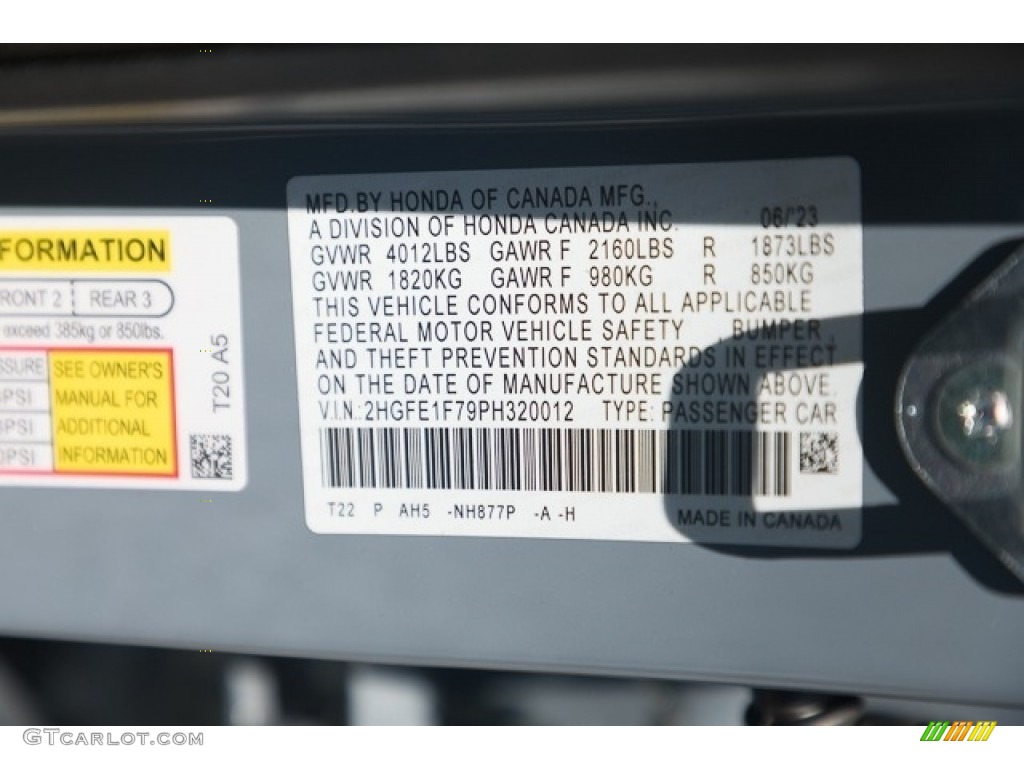 FORMATION
FRONT 2 REAR 3
exceed 385kg or 850lbs.
SSURE
PSI
PSI
PSI
SEE OWNER'S
MANUAL FOR
ADDITIONAL
INFORMATION
T20 A5
MFD.BY HONDA OF CANADA MFG.,
A DIVISION OF HONDA CANADA INC. 06/'23
GVWR 4012LBS GAWR F 2160LBS R 1873LBS
GVWR 1820KG GAWR F 980KG R 850KG
THIS VEHICLE CONFORMS TO ALL APPLICABLE
FEDERAL MOTOR VEHICLE SAFETY , BUMPER ,
AND THEFT PREVENTION STANDARDS IN EFFECT
ON THE DATE OF MANUFACTURE SHOWN ABOVE.
V.I.N.:2HGFE1F79PH320012 TYPE: PASSENGER CAR
T22 P AH5 -NH877P -A -H
MADE IN CANADA
GTcarlot.com